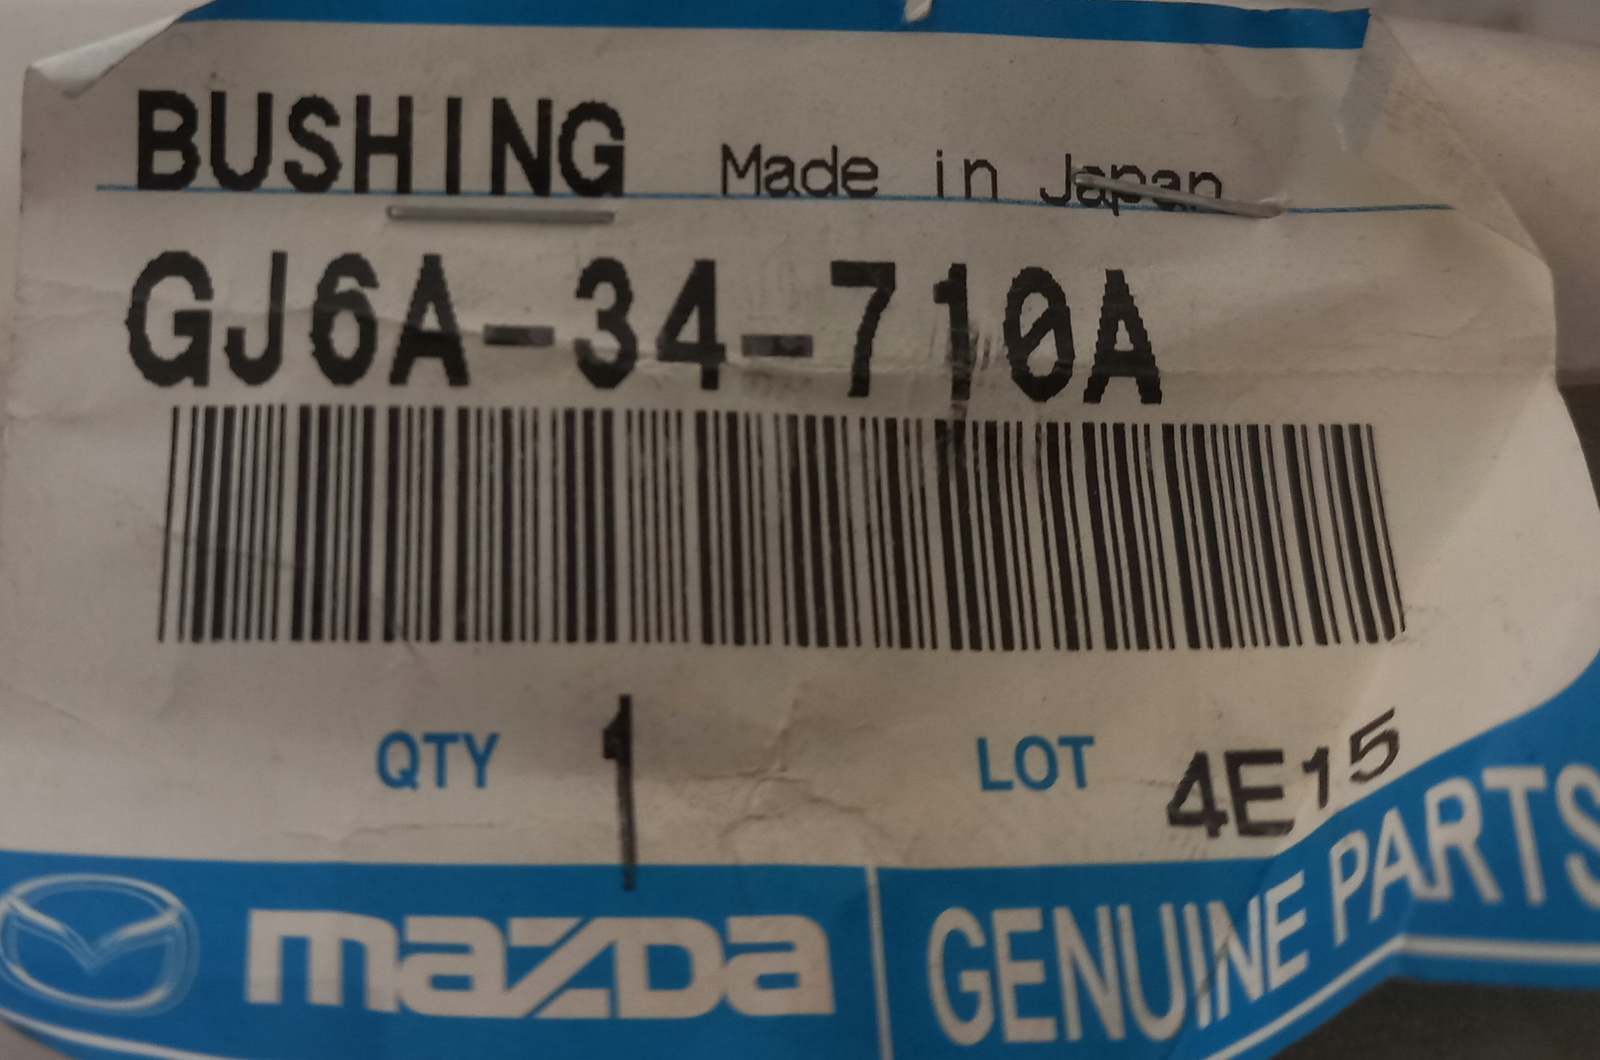 BUSHING Made in Japan
GJ6A-34-710A
QTY 1 LOT 4E15
mazda GENUINE PARTS